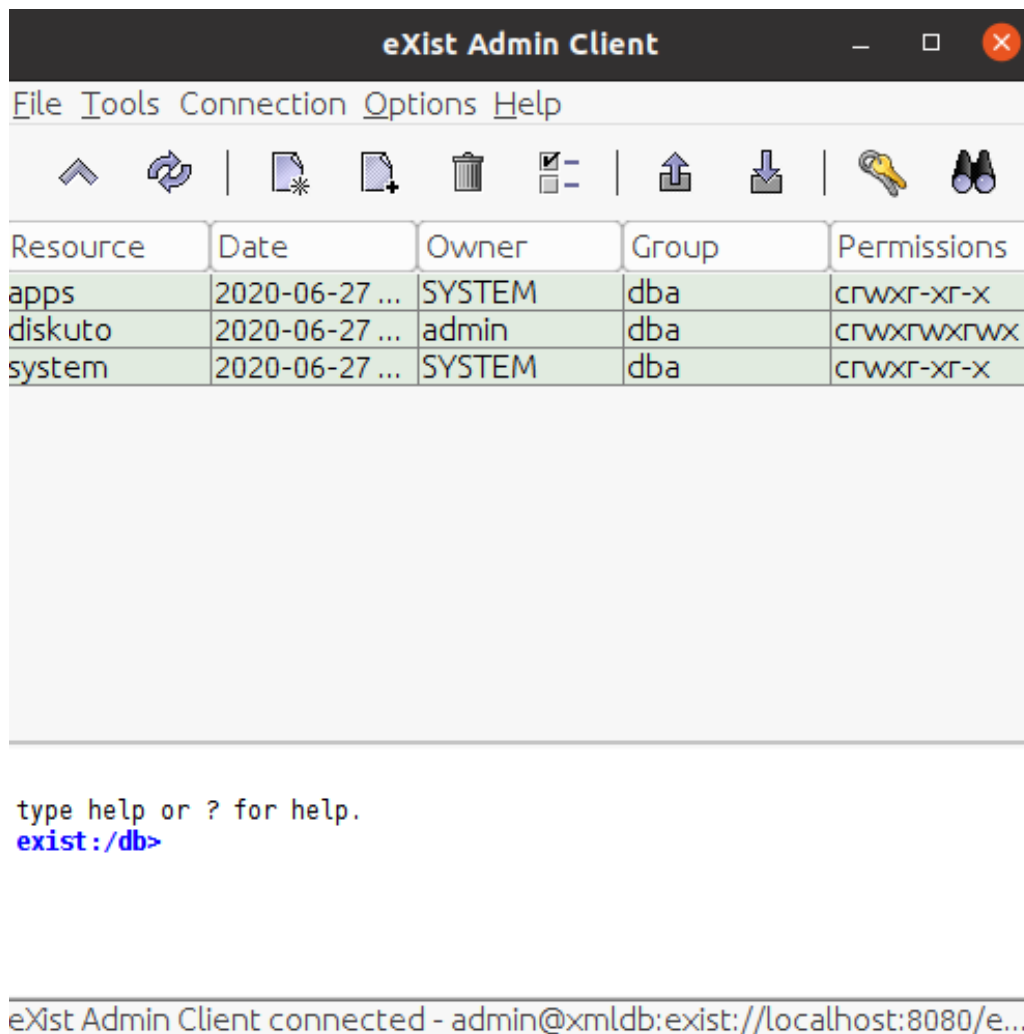 eXist Admin Client
File Tools Connection Options Help
Resource Date Owner Group Permissions
apps 2020-06-27 ... SYSTEM dba crwxr-xr-x
diskuto 2020-06-27 ... admin dba crwxrwxrwx
system 2020-06-27 ... SYSTEM dba crwxr-xr-x
type help or ? for help.
exist:/db>
eXist Admin Client connected - admin@xmldb:exist://localhost:8080/e...